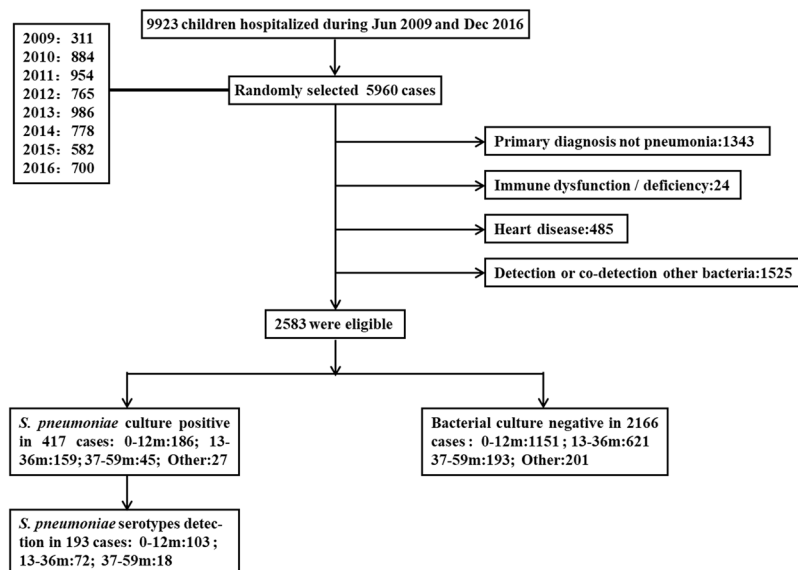 9923 children hospitalized during Jun 2009 and Dec 2016
2009: 311
2010: 884
2011: 954
2012: 765
2013: 986
2014: 778
2015: 582
2016: 700
Randomly selected 5960 cases
Primary diagnosis not pneumonia:1343
Immune dysfunction / deficiency:24
Heart disease:485
Detection or co-detection other bacteria:1525
2583 were eligible
S. pneumoniae culture positive
in 417 cases: 0-12m:186; 13-
36m:159; 37-59m:45; Other:27
Bacterial culture negative in 2166
cases : 0-12m:1151 ; 13-36m:621
37-59m:193; Other:201
S. pneumoniae serotypes detec-
tion in 193 cases: 0-12m:103 ;
13-36m:72; 37-59m:18